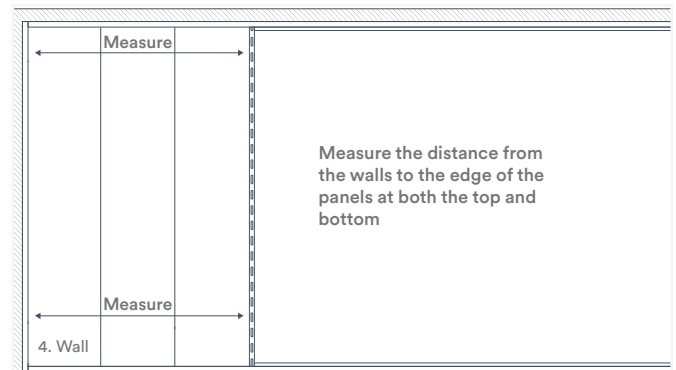 Measure
Measure the distance from
the walls to the edge of the
panels at both the top and
bottom
Measure
4. Wall